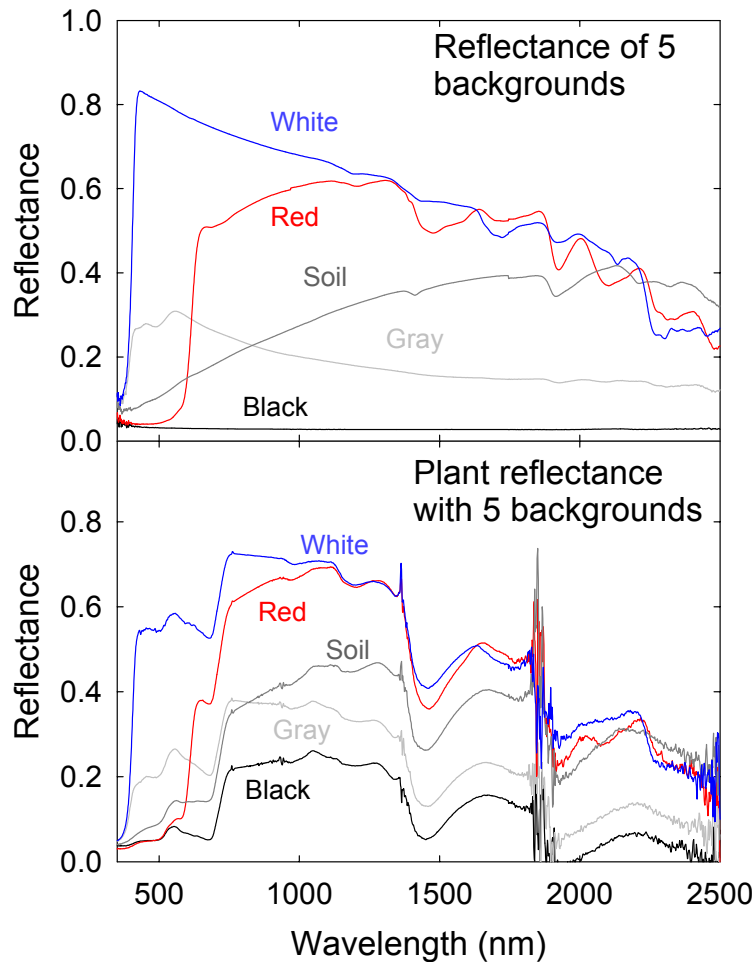 1.0
Reflectance of 5
backgrounds
0.8
White
0.6
Red
Soil
0.4
Gray
0.2
Black
0.0
Reflectance
Plant reflectance
with 5 backgrounds
0.8
White
0.6
Red
Soil
0.4
Gray
0.2
Black
0.0
Reflectance
500 1000 1500 2000 2500
Wavelength (nm)